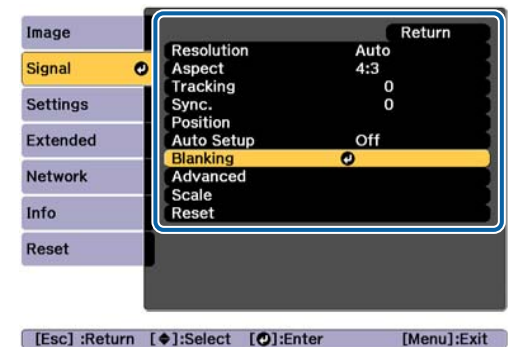 Image
Signal
Settings
Extended
Network
Info
Reset
Return
Resolution Auto
Aspect 4:3
Tracking 0
Sync. 0
Position
Auto Setup Off
Blanking
Advanced
Scale
Reset
[Esc] :Return [◆]:Select [⏎]:Enter [Menu]:Exit